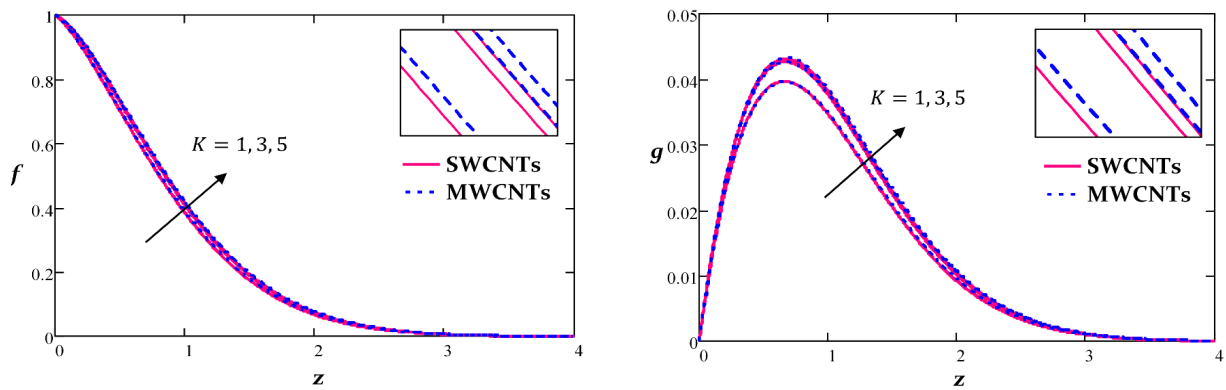 1
0.8
0.6
0.4
0.2
0
f
K = 1, 3, 5
SWCNTs
MWCNTs
0 1 2 3 4
z
0.05
0.04
0.03
0.02
0.01
0
g
K = 1, 3, 5
SWCNTs
MWCNTs
0 1 2 3 4
z